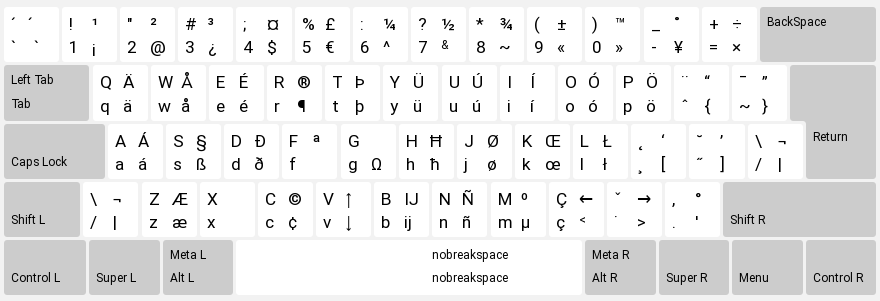 ´ ´ ! ¹ " ² # ³ ; ¤ % £ : ¼ ? ½ * ¾ ( ± ) ™ _ ˚ + ÷ BackSpace
` ` 1 ¡ 2 @ 3 ¿ 4 $ 5 € 6 ^ 7 & 8 ~ 9 « 0 » - ¥ = ×
Left Tab Q Ä W Å E É R ® T Þ Y Ü U Ú I Í O Ó P Ö ¨ “ ¯ ”
Tab q ä w å e é r ¶ t þ y ü u ú i í o ó p ö ˆ { ~ }
A Á S § D Ð F ª G H Ħ J Ø K Œ L Ł ˛ ‘ ˘ ’ \ ¬ Return
Caps Lock a á s ß d ð f g Ω h ħ j ø k œ l ł ¸ [ ˝ ] / |
\ ¬ Z Æ X C © V ↑ B IJ N Ñ M º Ç ← ˇ → , °
Shift L / | z æ x c ¢ v ↓ b ij n ñ m µ ç < ˙ > . ' Shift R
Meta L nobreakspace Meta R
Control L Super L Alt L nobreakspace Alt R Super R Menu Control R